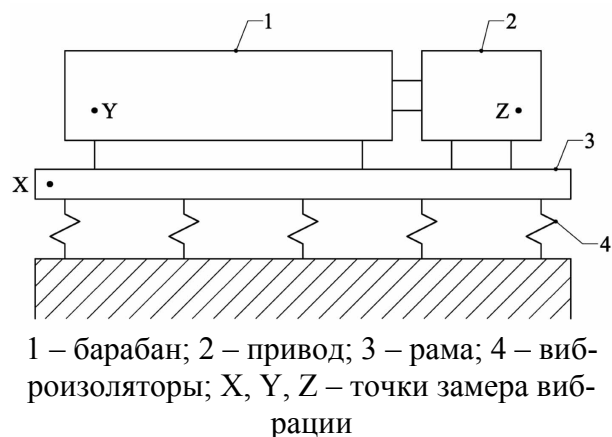 1
2
Y
Z
3
X
4
1 – барабан; 2 – привод; 3 – рама; 4 – виб-
роизоляторы; X, Y, Z – точки замера виб-
рации